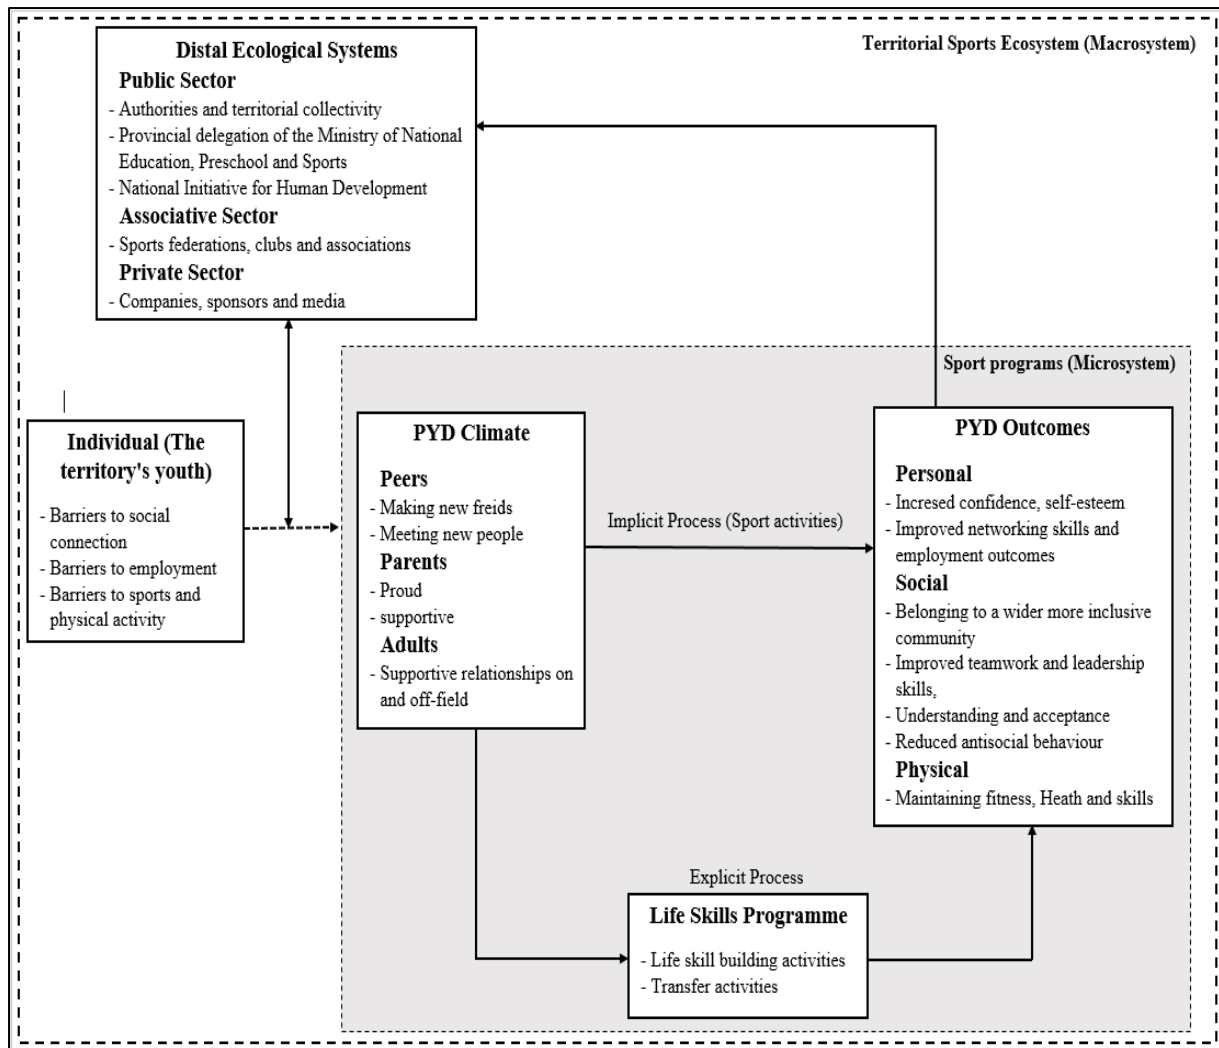 Territorial Sports Ecosystem (Macrosystem)
Distal Ecological Systems
Public Sector
- Authorities and territorial collectivity
- Provincial delegation of the Ministry of National
Education, Preschool and Sports
- National Initiative for Human Development
Associative Sector
- Sports federations, clubs and associations
Private Sector
- Companies, sponsors and media
Sport programs (Microsystem)
Individual (The
territory's youth)
- Barriers to social
connection
- Barriers to employment
- Barriers to sports and
physical activity
PYD Climate
Peers
- Making new freids
- Meeting new people
Parents
- Proud
- supportive
Adults
- Supportive relationships on
and off-field
Implicit Process (Sport activities)
PYD Outcomes
Personal
- Incresed confidence, self-esteem
- Improved networking skills and
employment outcomes
Social
- Belonging to a wider more inclusive
community
- Improved teamwork and leadership
skills,
- Understanding and acceptance
- Reduced antisocial behaviour
Physical
- Maintaining fitness, Heath and skills
Explicit Process
Life Skills Programme
- Life skill building activities
- Transfer activities